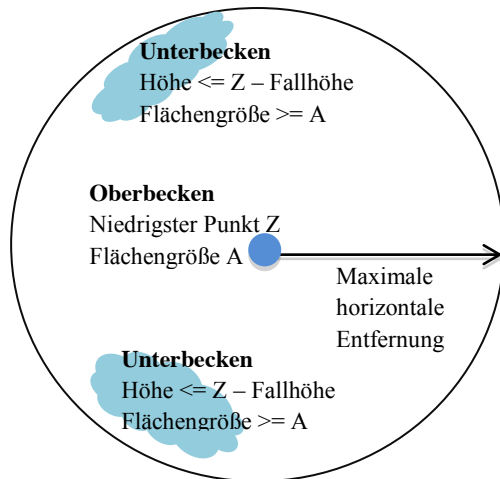 Unterbecken
Höhe <= Z – Fallhöhe
Flächengröße >= A
Oberbecken
Niedrigster Punkt Z
Flächengröße A
Maximale
horizontale
Entfernung
Unterbecken
Höhe <= Z – Fallhöhe
Flächengröße >= A